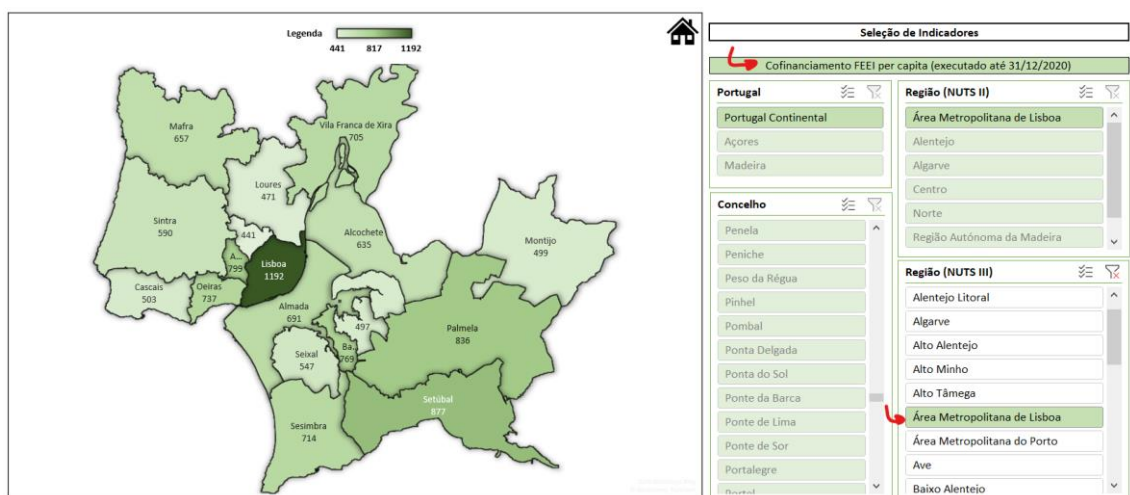 Legenda
441 817 1192
Mafra
657
Vila Franca de Xira
705
Loures
471
Sintra
590
441
Alcochete
635
Montijo
499
A...
799
Lisboa
1192
Cascais
503
Oeiras
737
Almada
691
497
Palmela
836
Ba...
769
Seixal
547
Setúbal
877
Sesimbra
714
Seleção de Indicadores
Cofinanciamento FEEI per capita (executado até 31/12/2020)
Portugal
Portugal Continental
Açores
Madeira
Região (NUTS II)
Área Metropolitana de Lisboa
Alentejo
Algarve
Centro
Norte
Região Autónoma da Madeira
Concelho
Penela
Peniche
Peso da Régua
Pinhel
Pombal
Ponta Delgada
Ponta do Sol
Ponte da Barca
Ponte de Lima
Ponte de Sor
Portalegre
Portel
Região (NUTS III)
Alentejo Litoral
Algarve
Alto Alentejo
Alto Minho
Alto Tâmega
Área Metropolitana de Lisboa
Área Metropolitana do Porto
Ave
Baixo Alentejo